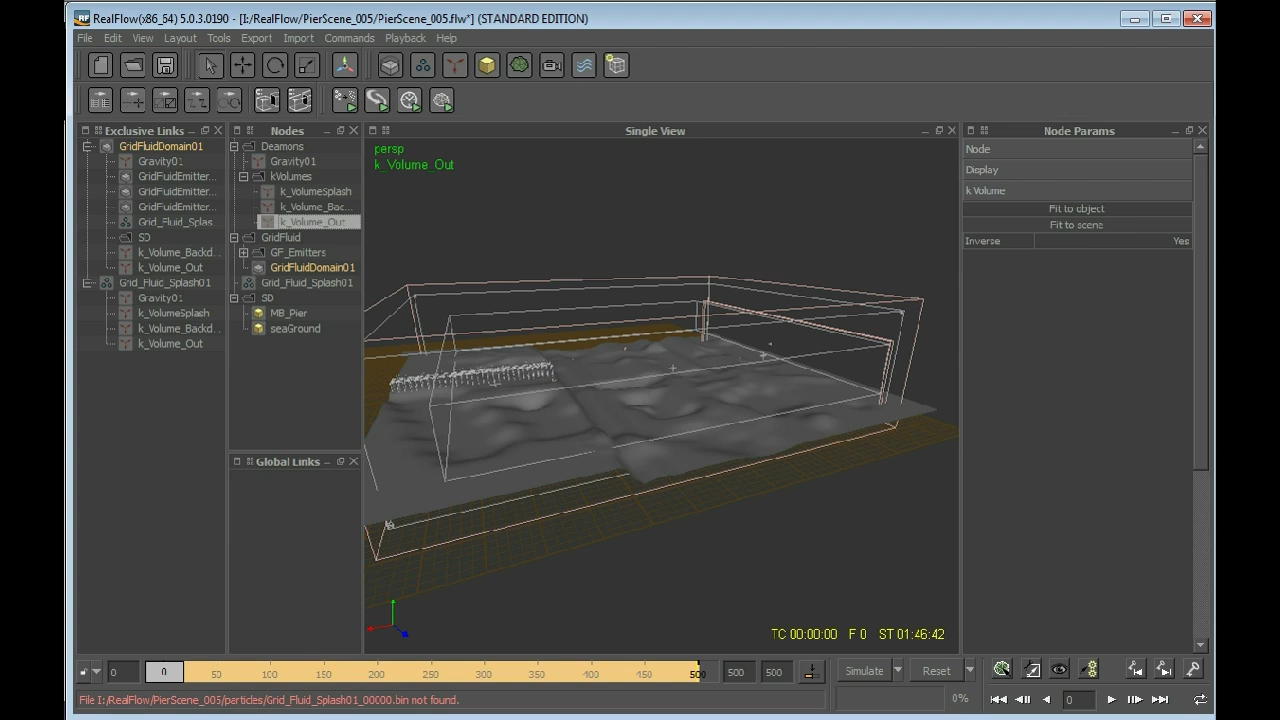 RealFlow(x86_64) 5.0.3.0190 - [I:/RealFlow/PierScene_005/PierScene_005.flw*] (STANDARD EDITION)
File Edit View Layout Tools Export Import Commands Playback Help
Exclusive Links
GridFluidDomain01
Gravity01
GridFuidEmitter...
GridFuidEmitter...
GridFuidEmitter...
Grid_Fluid_Splas
SD
k_Volume_Backd...
k_Volume_Out
Grid_Fluid_Splash01
Gravity01
k_VolumeSplash
k_Volume_Backd...
k_Volume_Out
Nodes
Deamons
Gravity01
kVolumes
k_VolumeSplash
k_Volume_Bac...
k_Volume_Out
GridFluid
GF_Emitters
GridFluidDomain01
Grid_Fluid_Splash01
SD
MB_Pier
seaGround
Global Links
Single View
persp
k_Volume_Out
TC 00:00:00 F 0 ST 01:46:42
Node Params
Node
Display
k Volume
Fit to object
Fit to scene
Inverse Yes
0 0 50 100 150 200 250 300 350 400 450 500 500 500
Simulate Reset
File I:/RealFlow/PierScene_005/particles/Grid_Fluid_Splash01_00000.bin not found.
0% 0